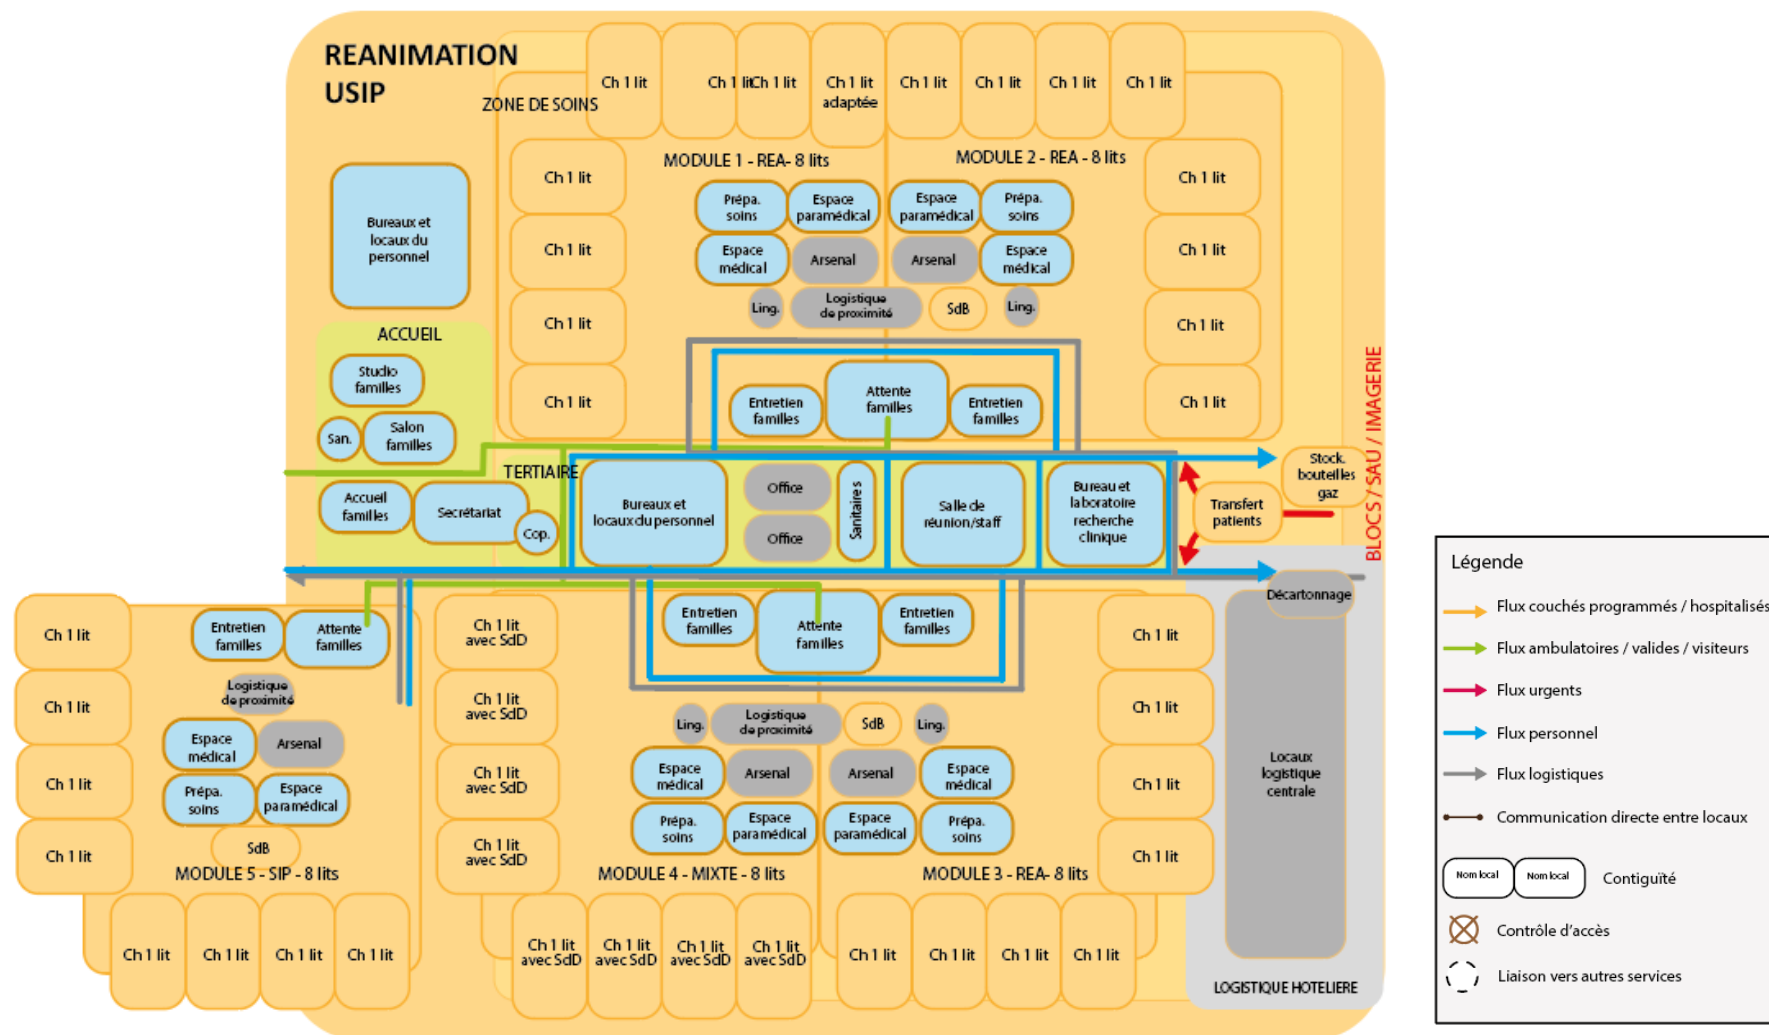 REANIMATION
USIP
ZONE DE SOINS
Ch 1 lit
Ch 1 lit
Ch 1 lit
Ch 1 lit
adaptée
Ch 1 lit
Ch 1 lit
Ch 1 lit
Ch 1 lit
MODULE 1 - REA- 8 lits
MODULE 2 - REA - 8 lits
Ch 1 lit
Ch 1 lit
Ch 1 lit
Ch 1 lit
Ch 1 lit
Ch 1 lit
Ch 1 lit
Ch 1 lit
Prépa.
soins
Espace
paramédical
Espace
paramédical
Prépa.
soins
Espace
médical
Arsenal
Arsenal
Espace
médical
Ling.
Logistique
de proximité
SdB
Ling.
Bureaux et
locaux du
personnel
ACCUEIL
Studio
familles
San.
Salon
familles
Accueil
familles
Secrétariat
Cop.
Entretien
familles
Attente
familles
Entretien
familles
TERTIAIRE
Bureaux et
locaux du personnel
Office
Office
Sanitaires
Salle de
réunion/staff
Bureau et
laboratoire
recherche
clinique
Transfert
patients
Stock.
bouteilles
gaz
BLOCS / SAU / IMAGERIE
Décartonnage
Locaux
logistique
centrale
LOGISTIQUE HOTELIERE
Ch 1 lit
Ch 1 lit
Ch 1 lit
Ch 1 lit
Entretien
familles
Attente
familles
Logistique
de proximité
Espace
médical
Arsenal
Prépa.
soins
Espace
paramédical
SdB
MODULE 5 - SIP - 8 lits
Ch 1 lit
Ch 1 lit
Ch 1 lit
Ch 1 lit
Ch 1 lit
avec SdD
Ch 1 lit
avec SdD
Ch 1 lit
avec SdD
Ch 1 lit
avec SdD
Entretien
familles
Attente
familles
Entretien
familles
Ling.
Logistique
de proximité
SdB
Ling.
Espace
médical
Arsenal
Arsenal
Espace
médical
Prépa.
soins
Espace
paramédical
Espace
paramédical
Prépa.
soins
MODULE 4 - MIXTE - 8 lits
MODULE 3 - REA- 8 lits
Ch 1 lit
avec SdD
Ch 1 lit
avec SdD
Ch 1 lit
avec SdD
Ch 1 lit
avec SdD
Ch 1 lit
Ch 1 lit
Ch 1 lit
Ch 1 lit
Ch 1 lit
Ch 1 lit
Ch 1 lit
Ch 1 lit
Légende
Flux couchés programmés / hospitalisés
Flux ambulatoires / valides / visiteurs
Flux urgents
Flux personnel
Flux logistiques
Communication directe entre locaux
Nom local
Nom local
Contiguïté
Contrôle d'accès
Liaison vers autres services